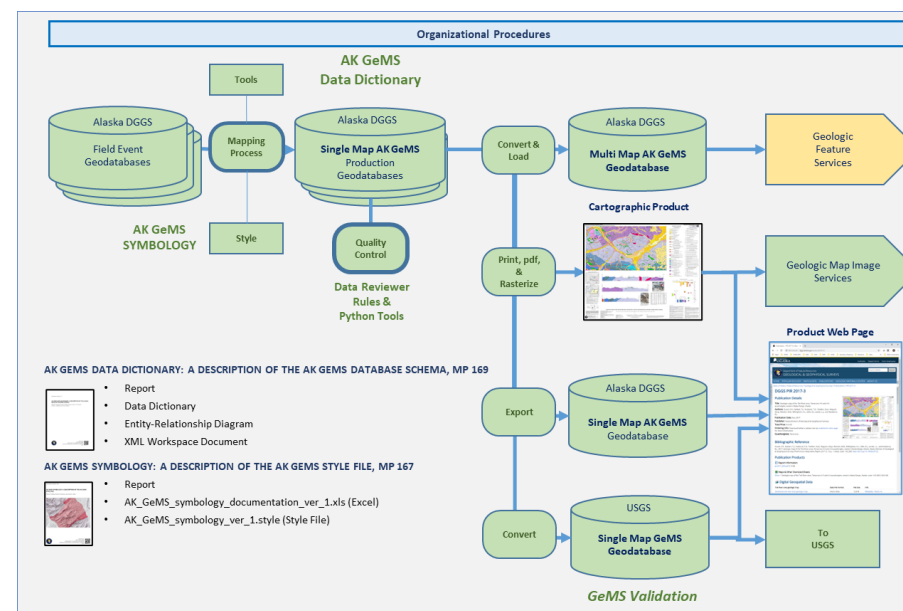 Organizational Procedures
AK GeMS
Data Dictionary
Tools
Alaska DGGS
Field Event
Geodatabases
Mapping
Process
Alaska DGGS
Single Map AK GeMS
Production
Geodatabases
Convert &
Load
Alaska DGGS
Multi Map AK GeMS
Geodatabase
Geologic
Feature
Services
AK GeMS
SYMBOLOGY
Style
Quality
Control
Data Reviewer
Rules &
Python Tools
Print, pdf,
&
Rasterize
Cartographic Product
Geologic Map Image
Services
Product Web Page
AK GEMS DATA DICTIONARY: A DESCRIPTION OF THE AK GEMS DATABASE SCHEMA, MP 169
• Report
• Data Dictionary
• Entity-Relationship Diagram
• XML Workspace Document
Export
Alaska DGGS
Single Map AK GeMS
Geodatabase
AK GEMS SYMBOLOGY: A DESCRIPTION OF THE AK GEMS STYLE FILE, MP 167
• Report
• AK_GeMS_symbology_documentation_ver_1.xls (Excel)
• AK_GeMS_symbology_ver_1.style (Style File)
Convert
USGS
Single Map GeMS
Geodatabase
To
USGS
GeMS Validation